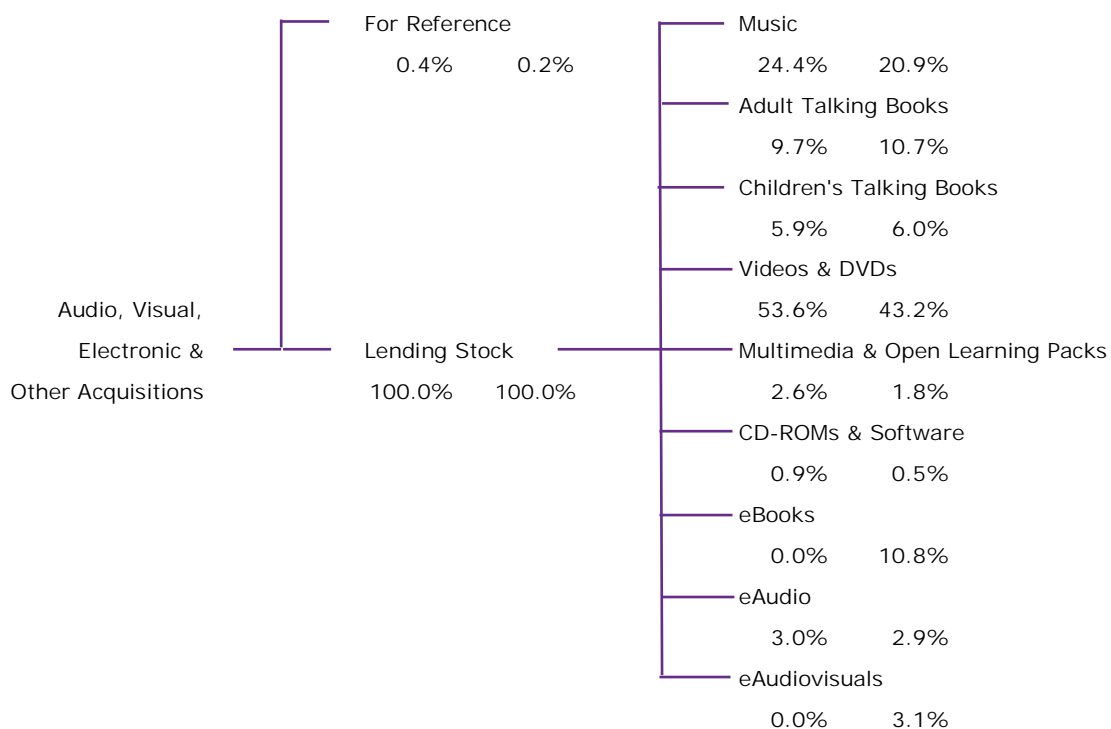 For Reference
0.4% 0.2%
Audio, Visual,
Electronic &
Other Acquisitions
Lending Stock
100.0% 100.0%
Music
24.4% 20.9%
Adult Talking Books
9.7% 10.7%
Children's Talking Books
5.9% 6.0%
Videos & DVDs
53.6% 43.2%
Multimedia & Open Learning Packs
2.6% 1.8%
CD-ROMs & Software
0.9% 0.5%
eBooks
0.0% 10.8%
eAudio
3.0% 2.9%
eAudiovisuals
0.0% 3.1%